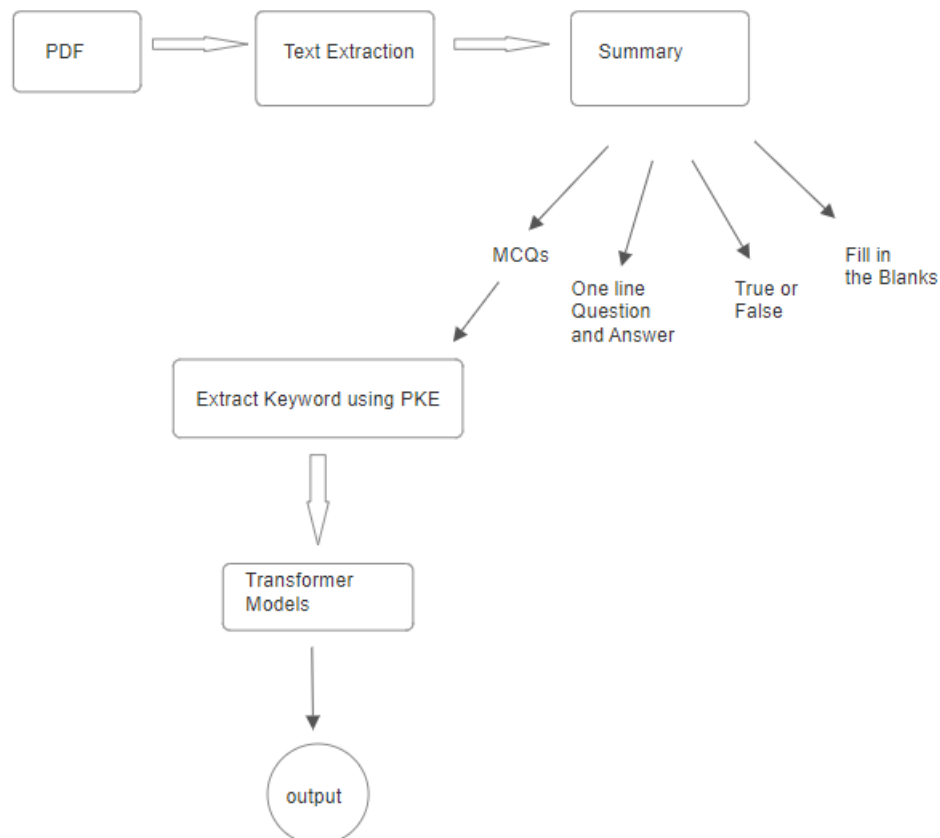 PDF
Text Extraction
Summary
MCQs
One line
Question
and Answer
True or
False
Fill in
the Blanks
Extract Keyword using PKE
Transformer
Models
output